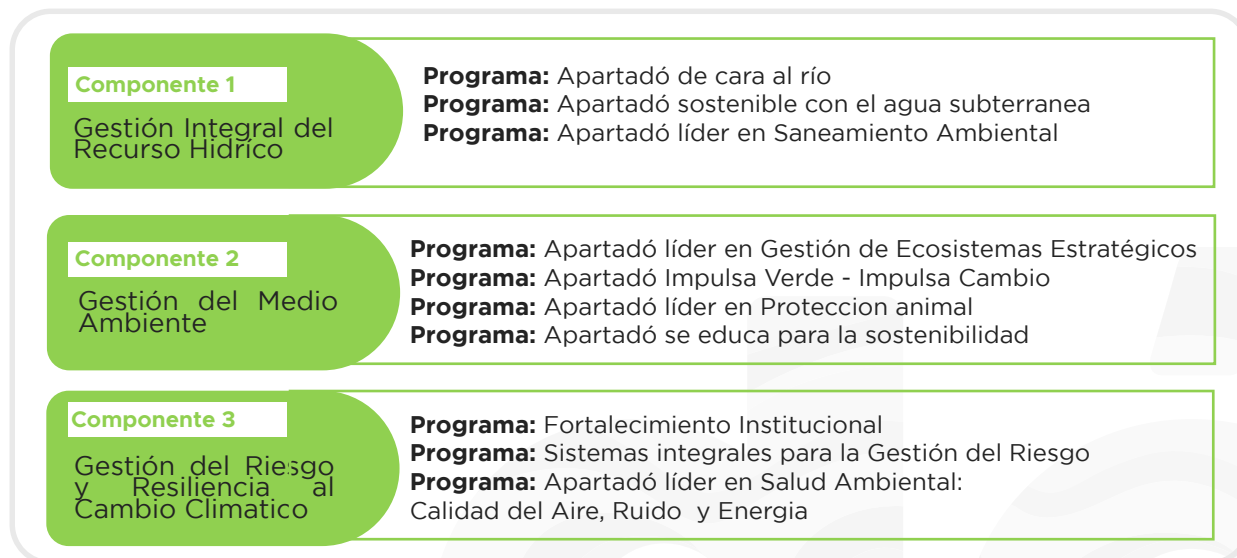 Componente 1
Gestión Integral del
Recurso Hidríco
Programa: Apartadó de cara al río
Programa: Apartadó sostenible con el agua subterranea
Programa: Apartadó líder en Saneamiento Ambiental
Componente 2
Gestión del Medio
Ambiente
Programa: Apartadó líder en Gestión de Ecosistemas Estratégicos
Programa: Apartadó Impulsa Verde - Impulsa Cambio
Programa: Apartadó líder en Proteccion animal
Programa: Apartadó se educa para la sostenibilidad
Componente 3
Gestión del Riesgo
y Resiliencia al
Cambio Climatico
Programa: Fortalecimiento Institucional
Programa: Sistemas integrales para la Gestión del Riesgo
Programa: Apartadó líder en Salud Ambiental:
Calidad del Aire, Ruido y Energia